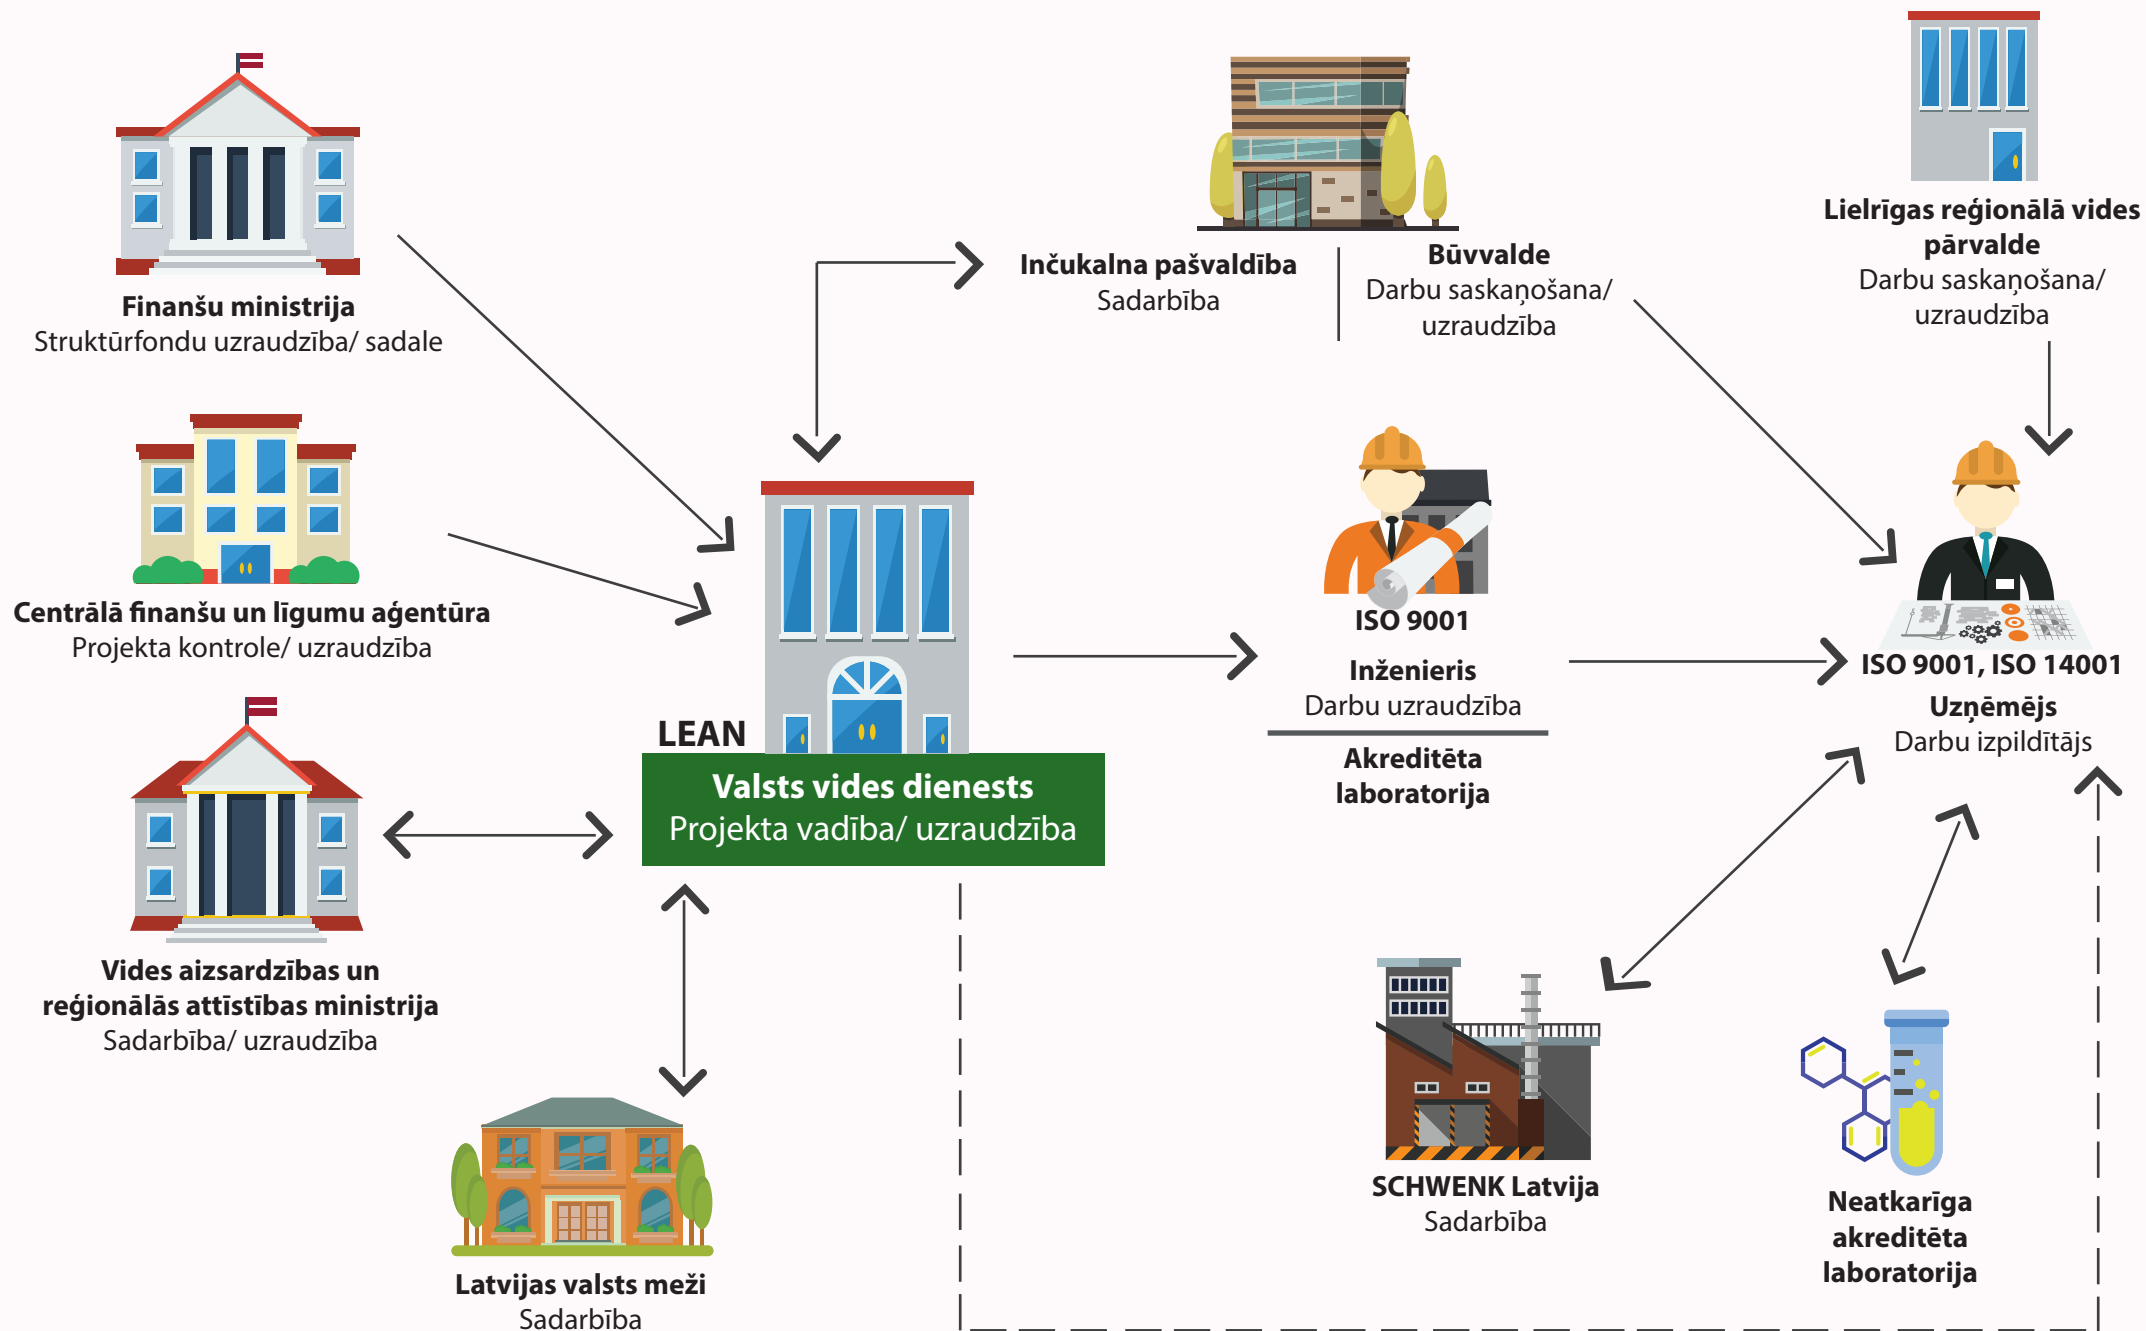 Finanšu ministrija
Struktūrfondu uzraudzība/ sadale
Centrālā finanšu un līgumu aģentūra
Projekta kontrole/ uzraudzība
Vides aizsardzības un
reģionālās attīstības ministrija
Sadarbība/ uzraudzība
Latvijas valsts meži
Sadarbība
LEAN
Valsts vides dienests
Projekta vadība/ uzraudzība
Inčukalna pašvaldība
Sadarbība
Būvvalde
Darbu saskaņošana/
uzraudzība
Lielrīgas reģionālā vides
pārvalde
Darbu saskaņošana/
uzraudzība
ISO 9001
Inženieris
Darbu uzraudzība
Akreditēta
laboratorija
ISO 9001, ISO 14001
Uzņēmējs
Darbu izpildītājs
SCHWENK Latvija
Sadarbība
Neatkarīga
akreditēta
laboratorija